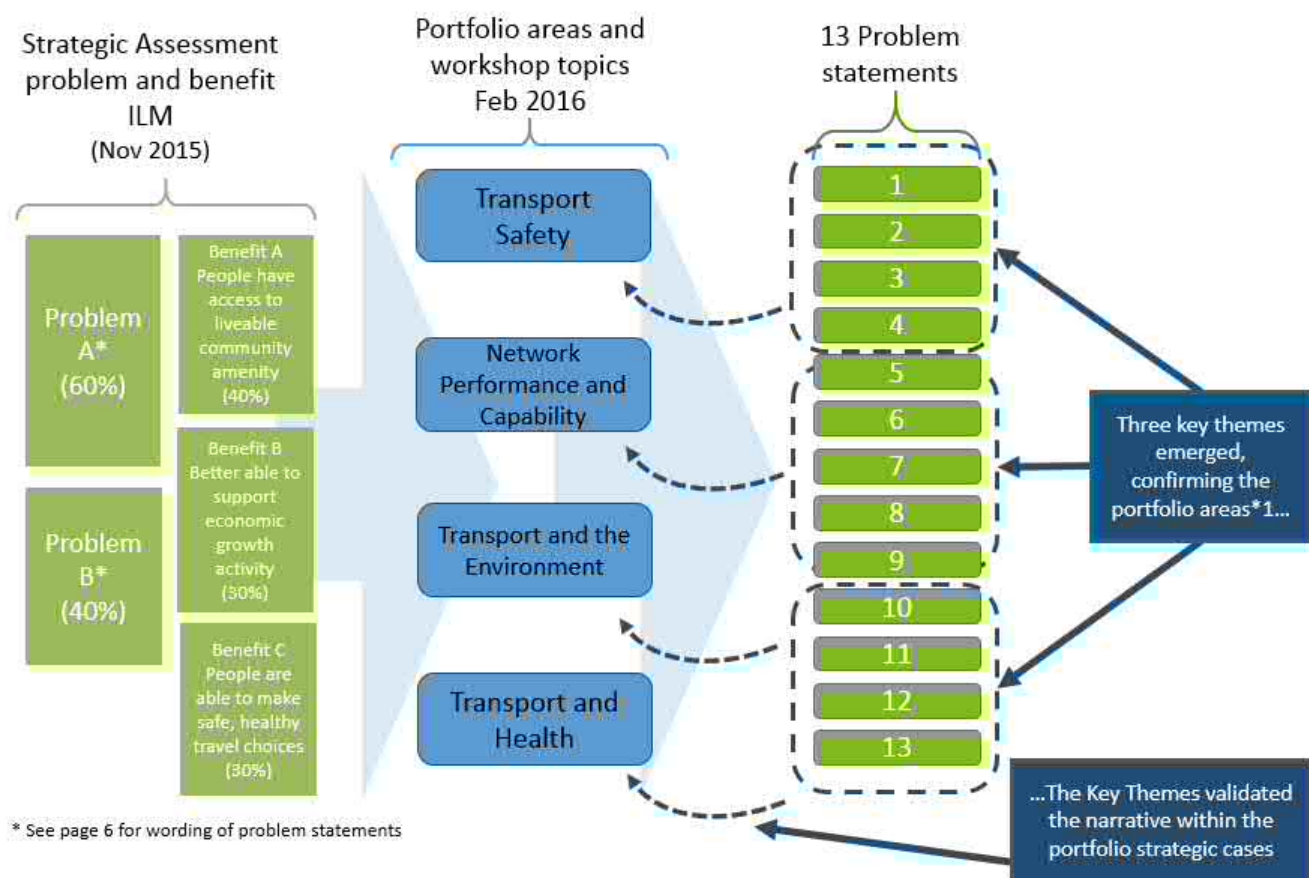 Strategic Assessment
problem and benefit
ILM
(Nov 2015)
Problem
A*
(60%)
Problem
B*
(40%)
Benefit A
People have
access to
liveable
community
amenity
(40%)
Benefit B
Better able to
support
economic
growth
activity
(30%)
Benefit C
People are
able to make
safe, healthy
travel choices
(30%)
* See page 6 for wording of problem statements
Portfolio areas and
workshop topics
Feb 2016
Transport
Safety
Network
Performance and
Capability
Transport and the
Environment
Transport and
Health
13 Problem
statements
1
2
3
4
5
6
7
8
9
10
11
12
13
Three key themes
emerged,
confirming the
portfolio areas*1...
...The Key Themes validated
the narrative within the
portfolio strategic cases